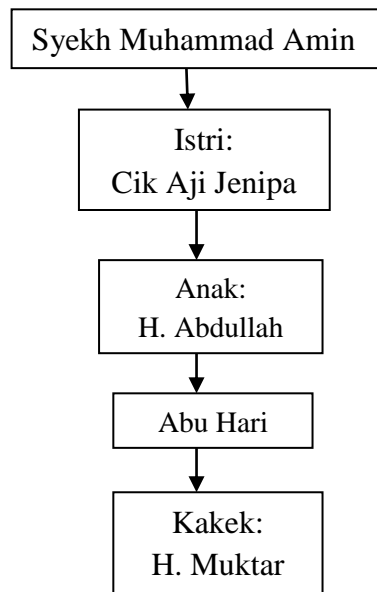 Syekh Muhammad Amin
Istri:
Cik Aji Jenipa
Anak:
H. Abdullah
Abu Hari
Kakek:
H. Muktar